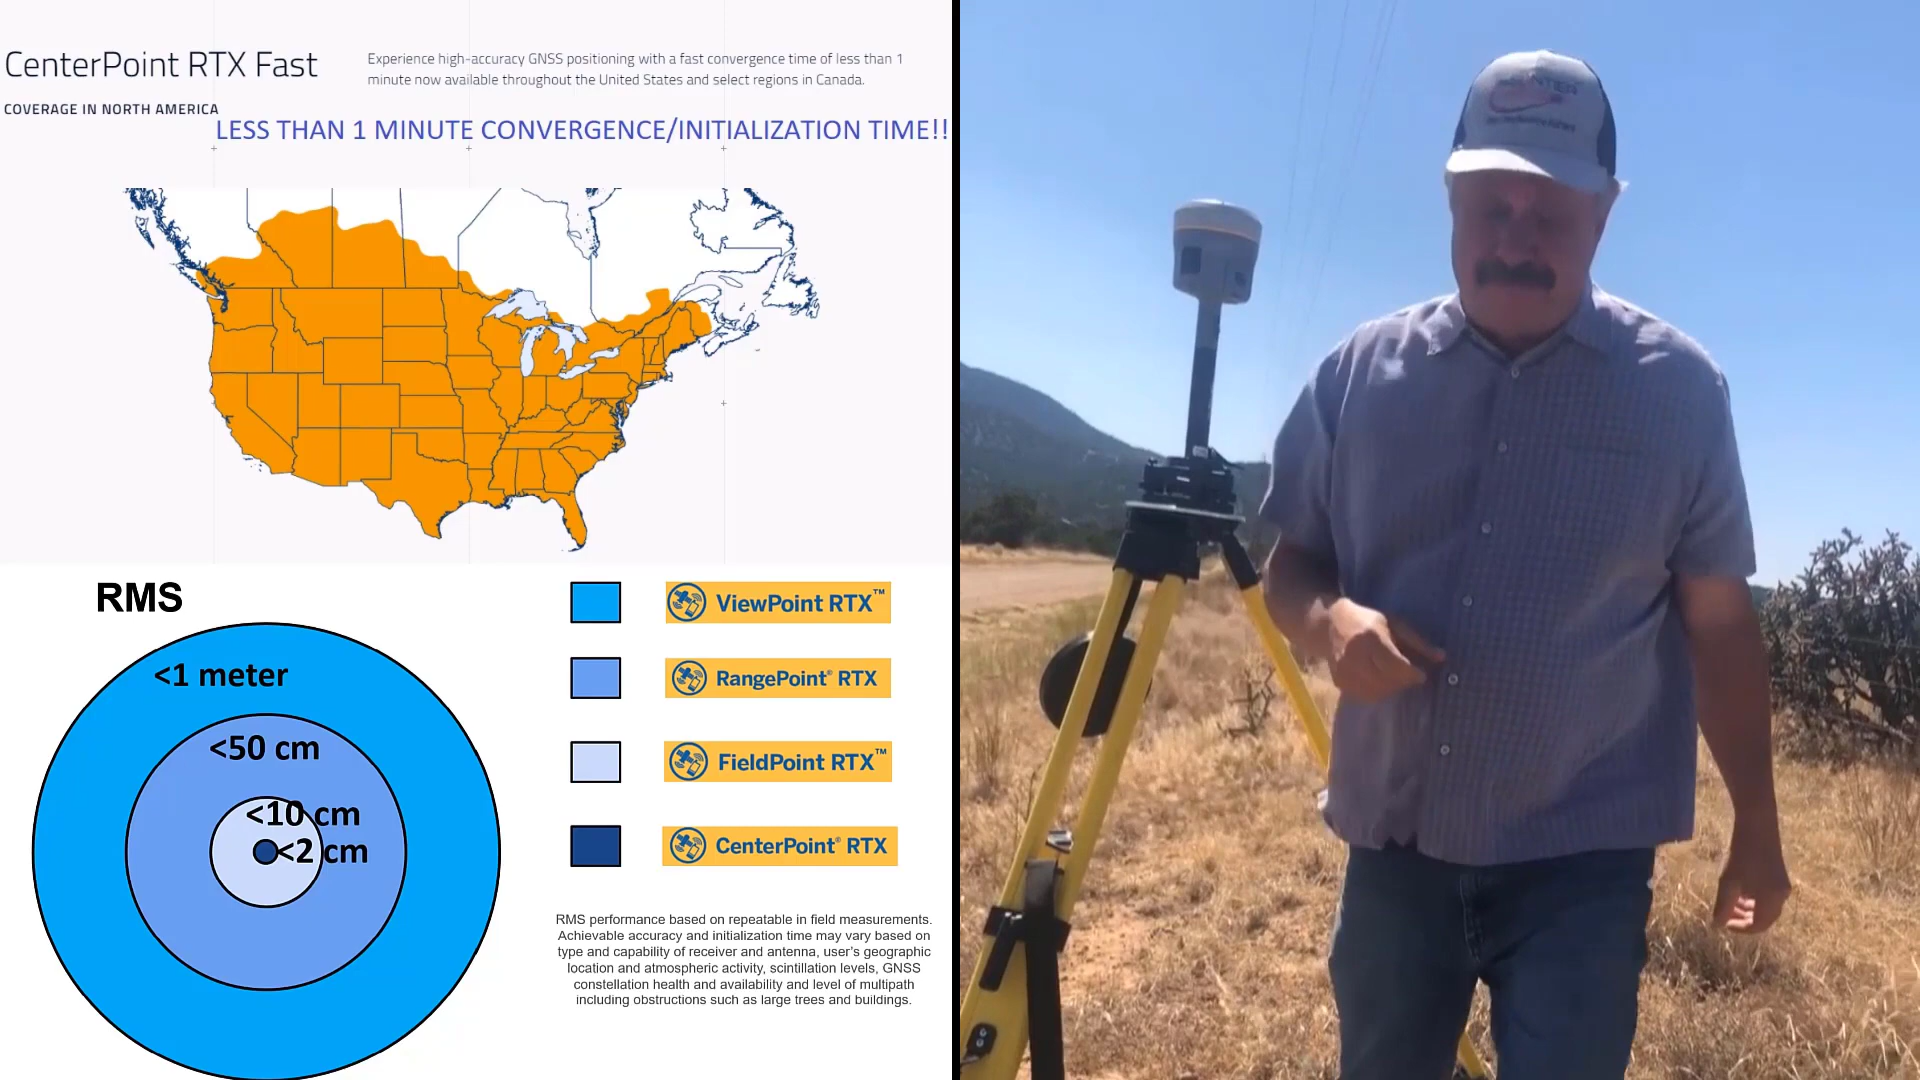 CenterPoint RTX Fast
COVERAGE IN NORTH AMERICA
Experience high-accuracy GNSS positioning with a fast convergence time of less than 1
minute now available throughout the United States and select regions in Canada.
LESS THAN 1 MINUTE CONVERGENCE/INITIALIZATION TIME!!
RMS
<1 meter
<50 cm
<10 cm
<2 cm
ViewPoint RTX™
RangePoint® RTX
FieldPoint RTX™
CenterPoint® RTX
RMS performance based on repeatable in field measurements.
Achievable accuracy and initialization time may vary based on
type and capability of receiver and antenna, user's geographic
location and atmospheric activity, scintillation levels, GNSS
constellation health and availability and level of multipath
including obstructions such as large trees and buildings.